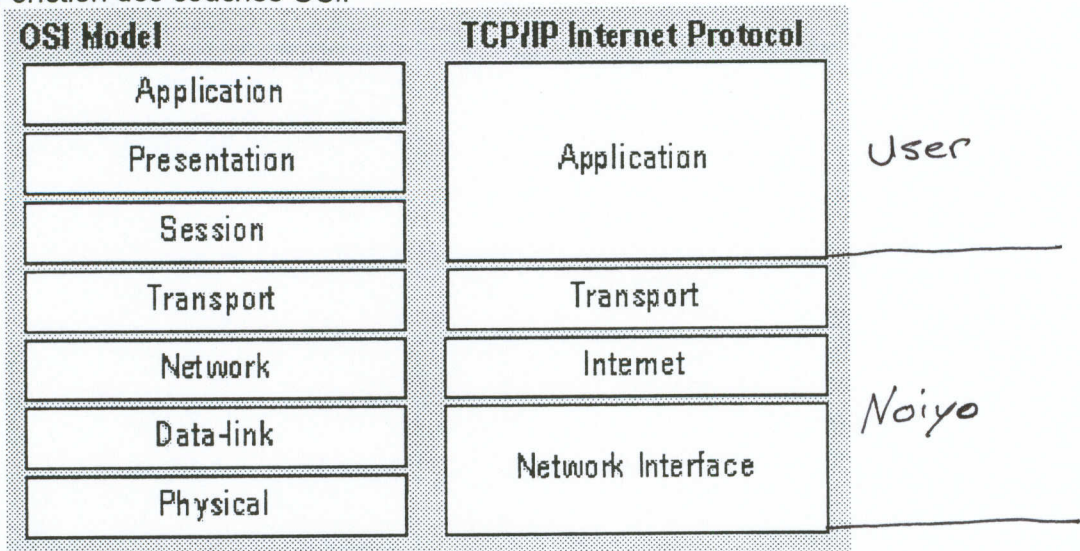 OSI Model
TCP/IP Internet Protocol
Application
Presentation
Session
Transport
Network
Data-link
Physical
Application
Transport
Internet
Network Interface
User
Noiyo